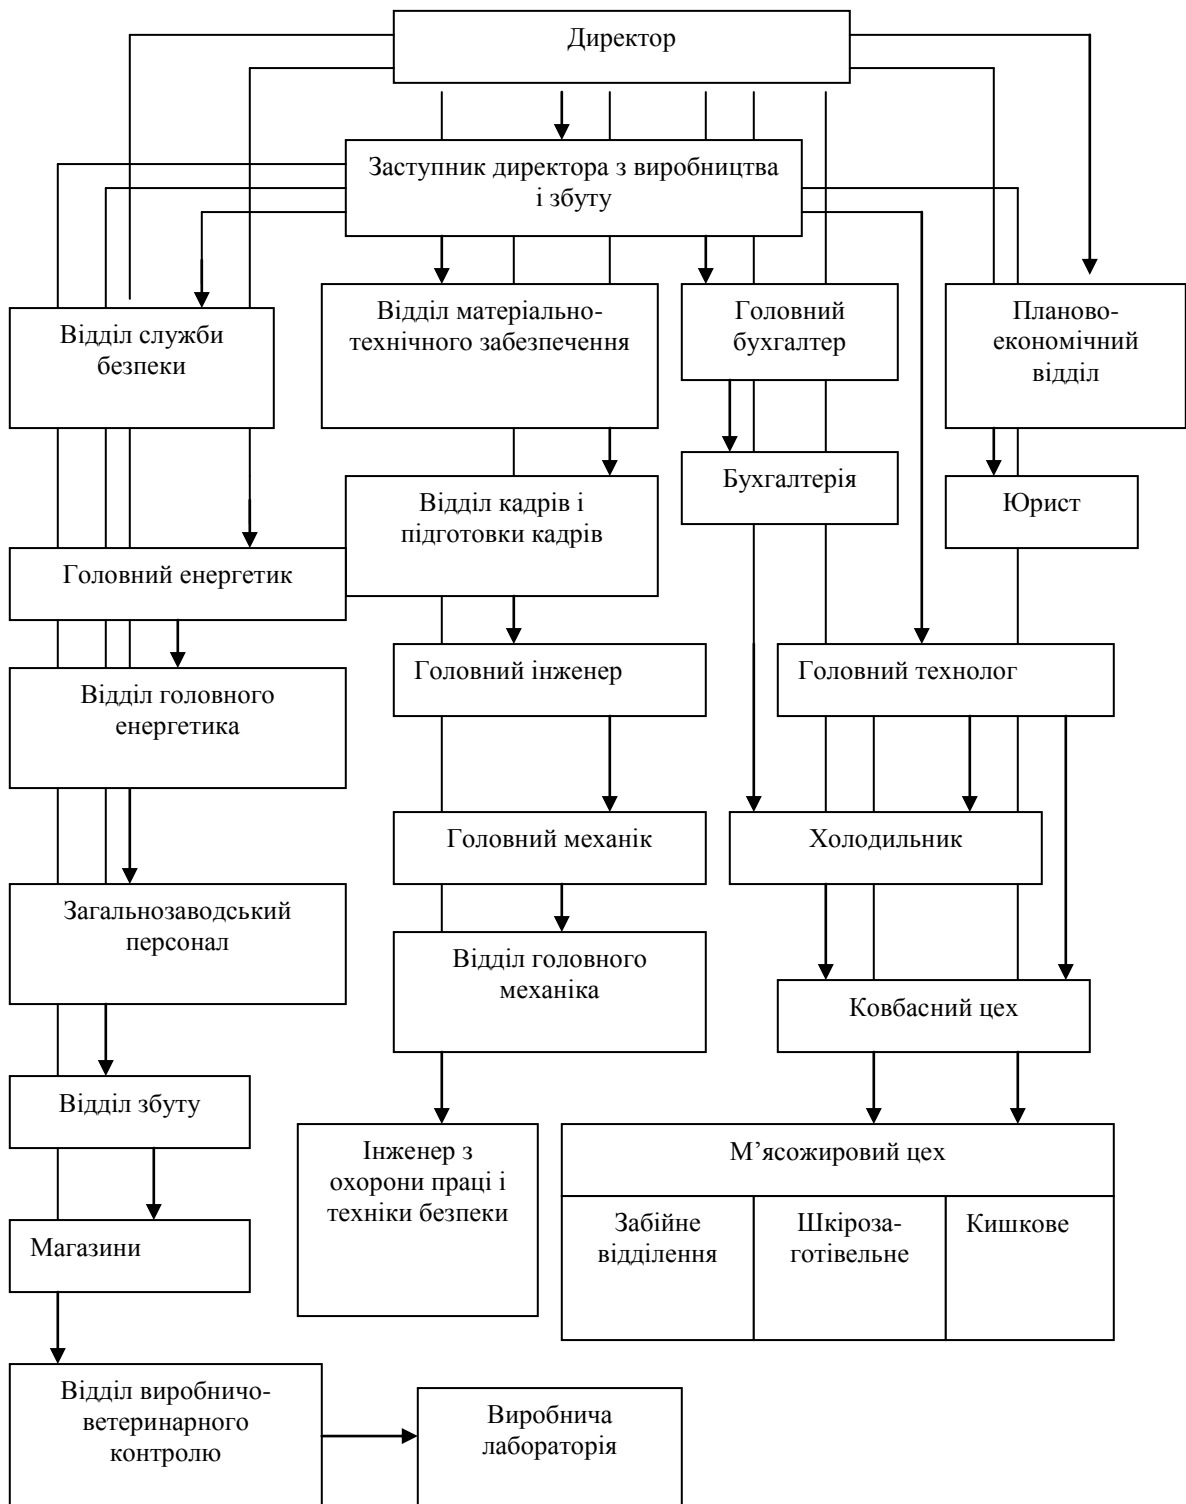 Директор
Заступник директора з виробництва
і збуту
Відділ служби
безпеки
Відділ матеріально-
технічного забезпечення
Головний
бухгалтер
Планово-
економічний
відділ
Бухгалтерія
Відділ кадрів і
підготовки кадрів
Юрист
Головний енергетик
Головний інженер
Головний технолог
Відділ головного
енергетика
Головний механік
Холодильник
Загальнозаводський
персонал
Відділ головного
механіка
Ковбасний цех
Відділ збуту
Інженер з
охорони праці і
техніки безпеки
М’ясожировий цех
Забійне
відділення
Шкіроза-
готівельне
Кишкове
Магазини
Відділ виробничо-
ветеринарного
контролю
Виробнича
лабораторія